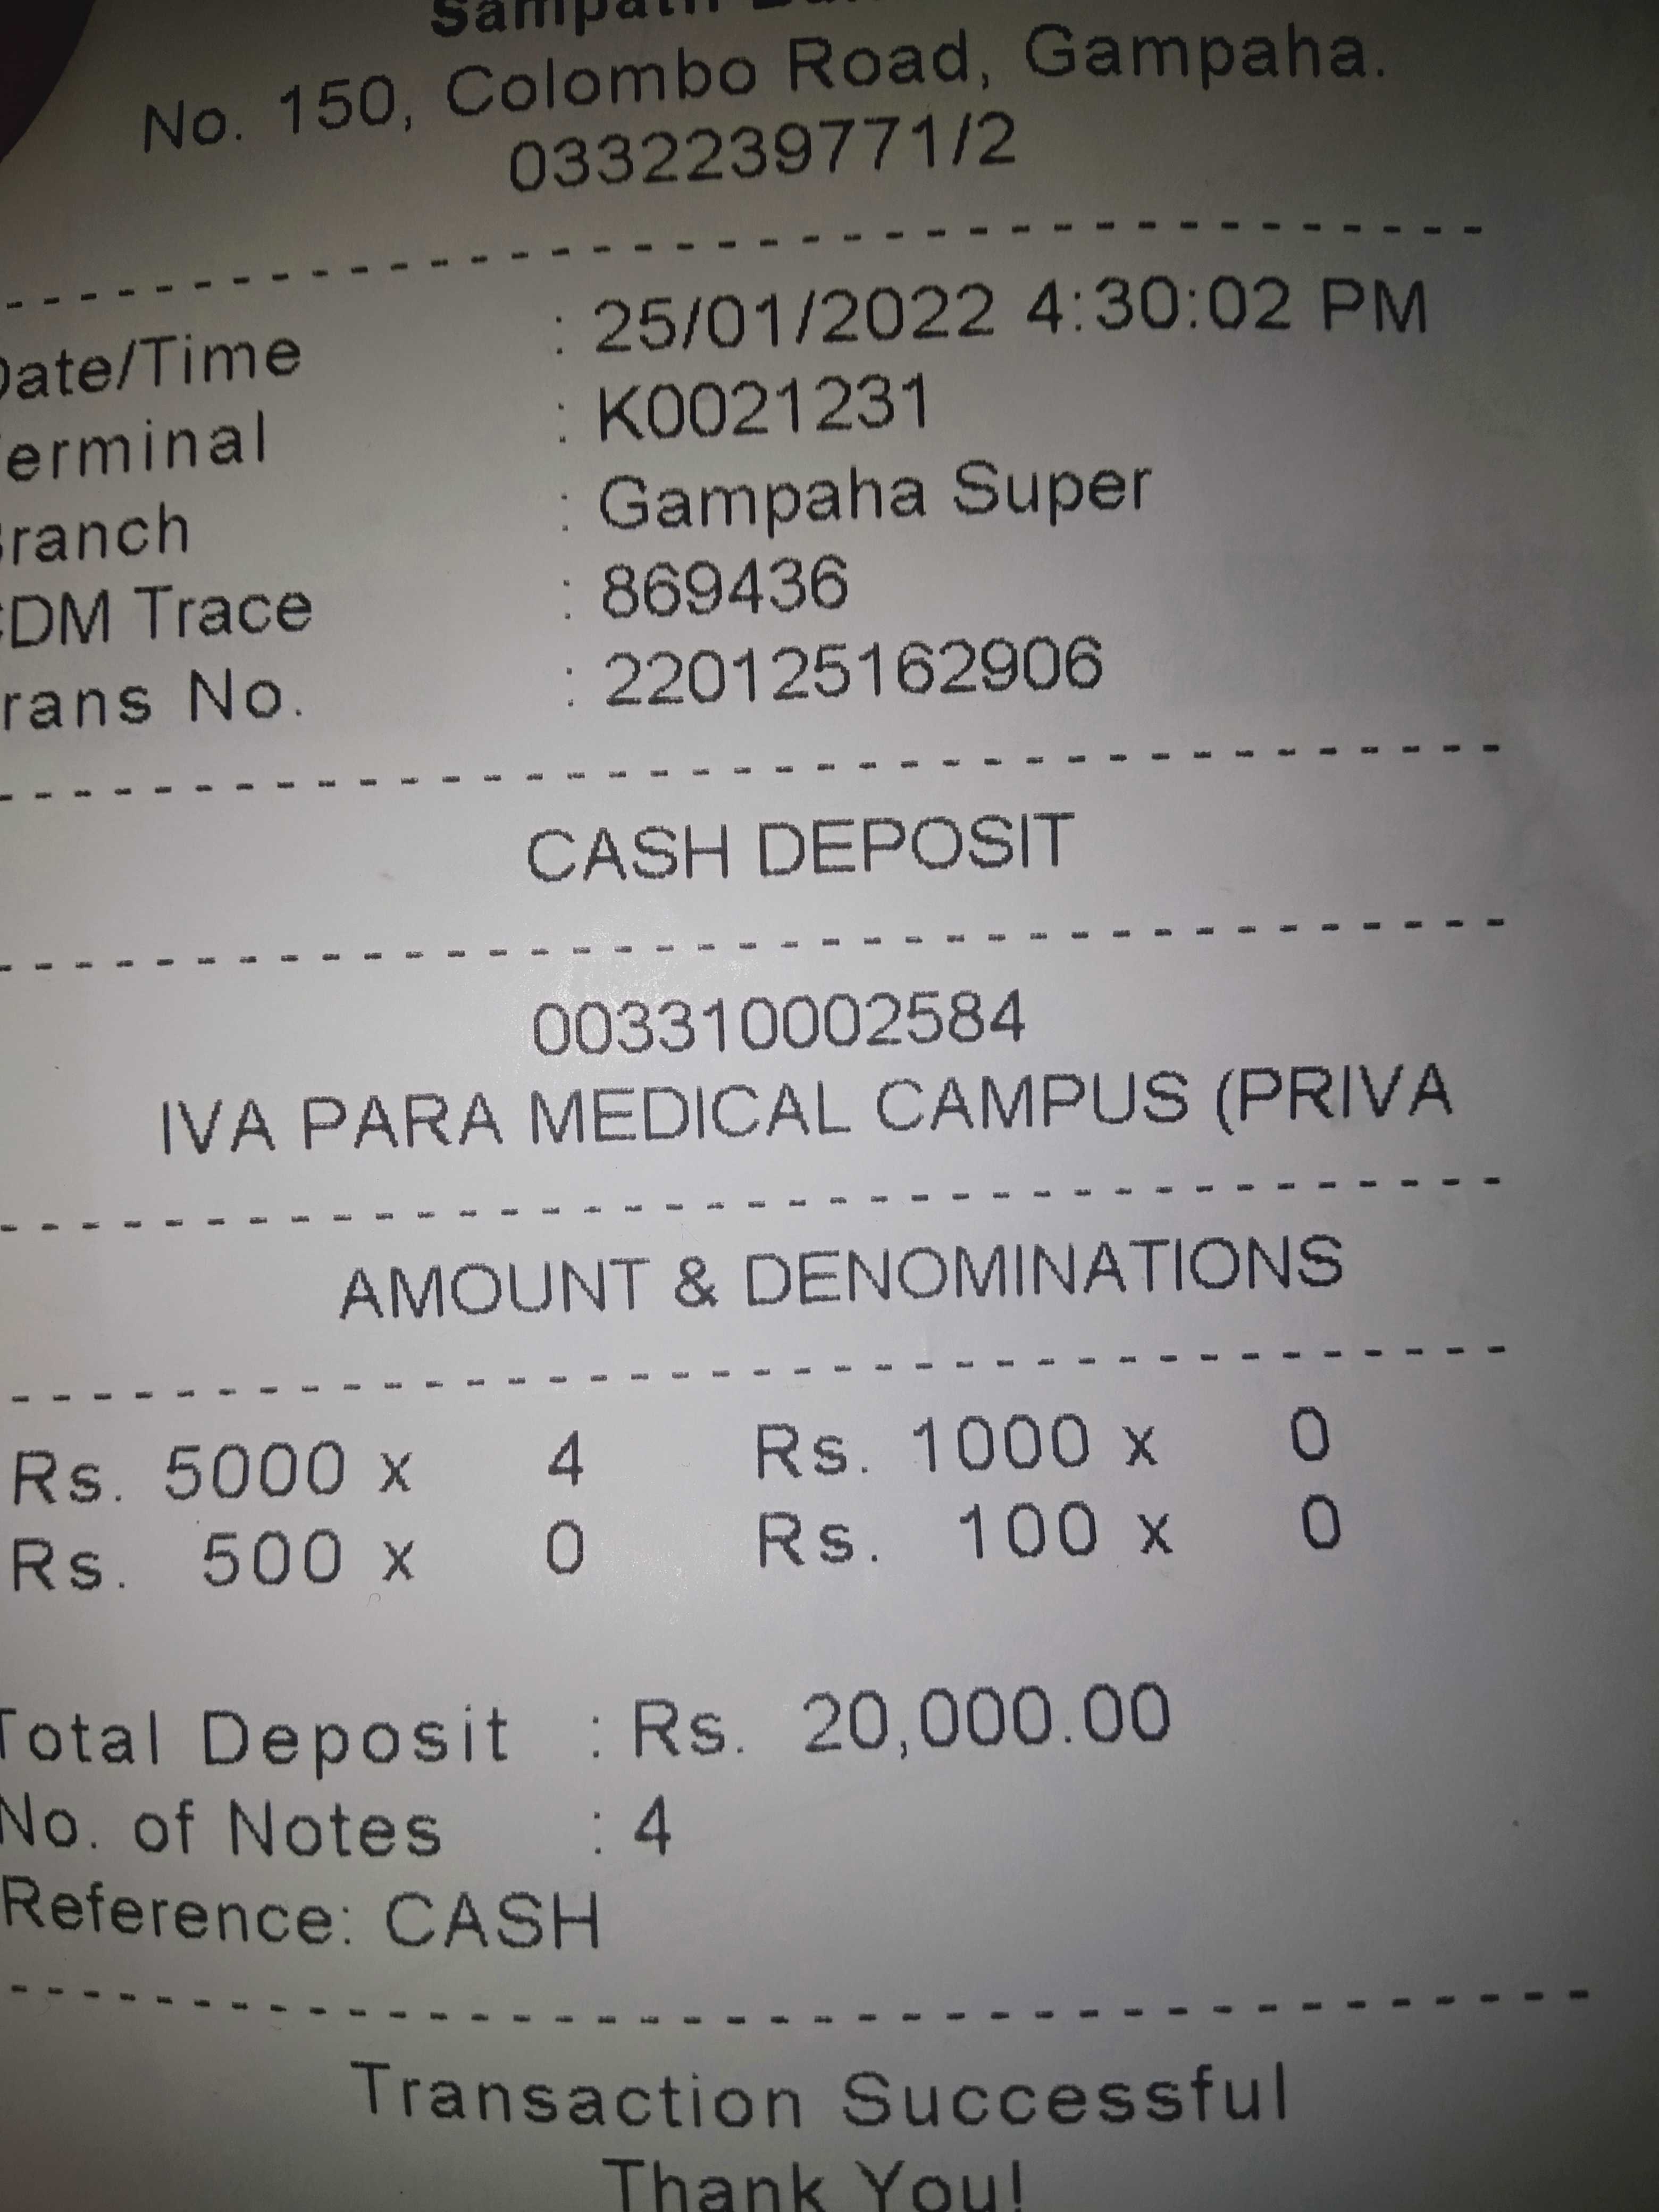 Sampath
No. 150, Colombo Road, Gampaha.
0332239771/2
Date/Time : 25/01/2022 4:30:02 PM
Terminal : K0021231
Branch : Gampaha Super
CDM Trace : 869436
Trans No. : 220125162906
CASH DEPOSIT
003310002584
IVA PARA MEDICAL CAMPUS (PRIVA
AMOUNT & DENOMINATIONS
Rs. 5000 x 4 Rs. 1000 x 0
Rs. 500 x 0 Rs. 100 x 0
Total Deposit : Rs. 20,000.00
No. of Notes : 4
Reference: CASH
Transaction Successful
Thank You!